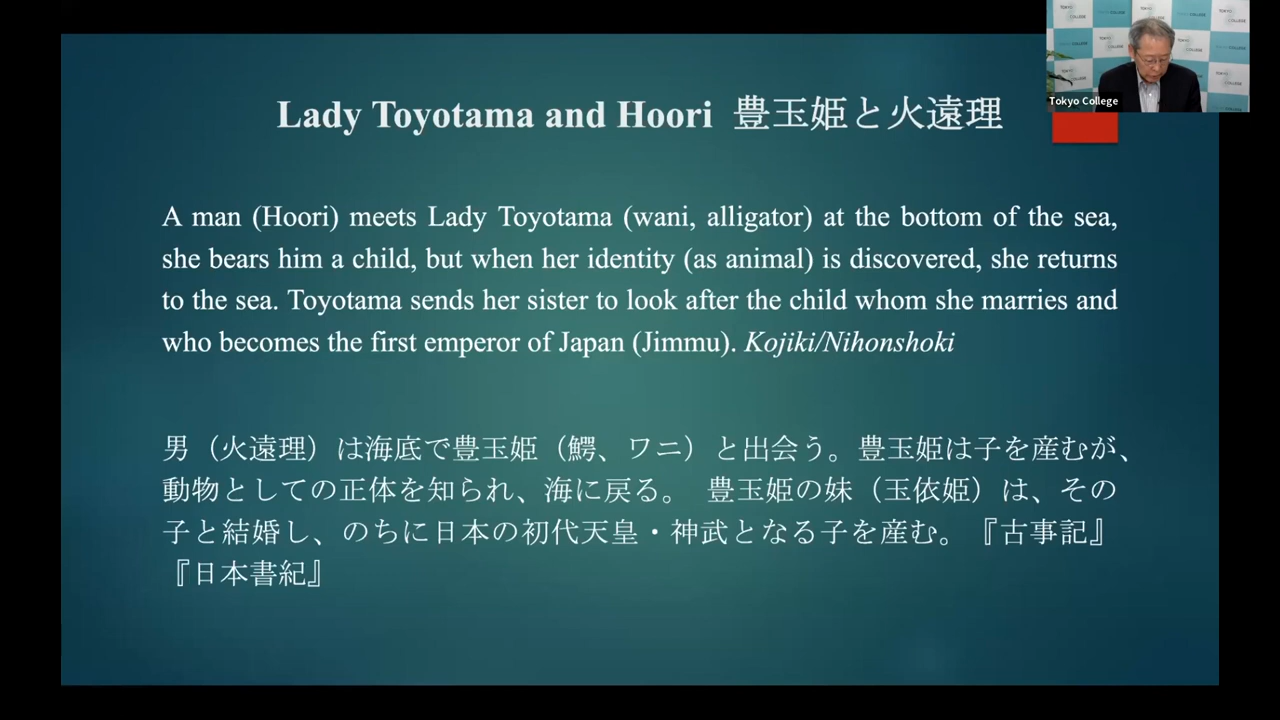 TOKYO COLLEGE
Tokyo College
Lady Toyotama and Hoori 豊玉姫と火遠理
A man (Hoori) meets Lady Toyotama (wani, alligator) at the bottom of the sea,
she bears him a child, but when her identity (as animal) is discovered, she returns
to the sea. Toyotama sends her sister to look after the child whom she marries and
who becomes the first emperor of Japan (Jimmu). Kojiki/Nihonshoki
男（火遠理）は海底で豊玉姫（鰐、ワニ）と出会う。豊玉姫は子を産むが、
動物としての正体を知られ、海に戻る。 豊玉姫の妹（玉依姫）は、その
子と結婚し、のちに日本の初代天皇・神武となる子を産む。『古事記』
『日本書紀』